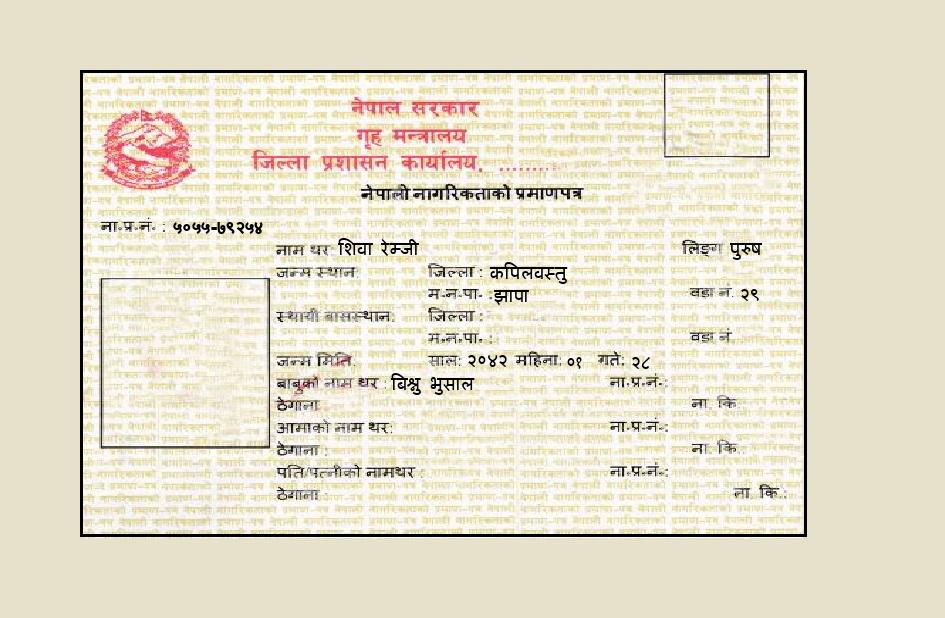 नेपाल सरकार
गृह मन्त्रालय
जिल्ला प्रशासन कार्यालय, ........
नेपाली नागरिकताको प्रमाणपत्र
ना.प्र.नं. : ५०५५-७९२५४
नाम थर: शिवा रेम्जी लिङ्ग पुरुष
जन्म स्थान: जिल्ला : कपिलवस्तु
म.न.पा. : झापा वडा नं. २९
स्थायी बासस्थान: जिल्ला :
म.न.पा. : वडा नं
जन्म मिति: साल: २०४२ महिना: ०१ गते: २८
बाबुको नाम थर : बिश्नु भुसाल ना.प्र.नं.:
ठेगाना ना. कि.
आमाको नाम थर: ना.प्र.नं.:
ठेगाना : ना. कि.
पति/पत्नीको नामथर : ना.प्र.नं.:
ठेगाना : ना. कि.: